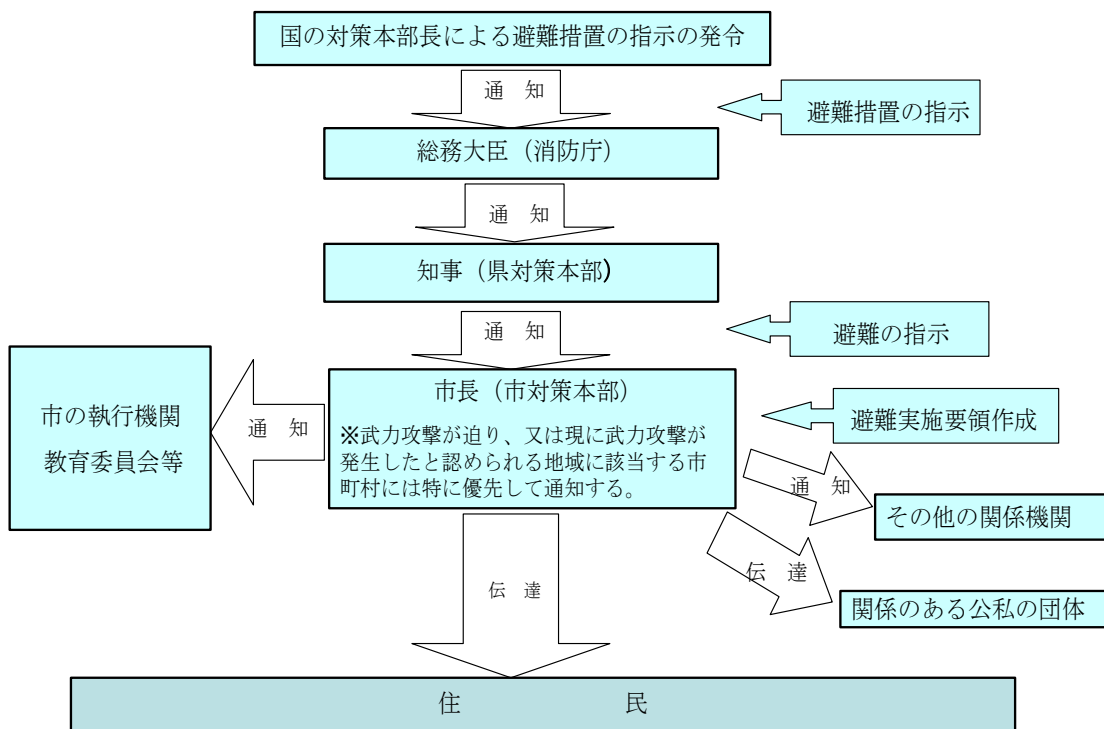 国の対策本部長による避難措置の指示の発令
通　知
避難措置の指示
総務大臣（消防庁）
通　知
知事（県対策本部)
通　知
避難の指示
市長（市対策本部）
※武力攻撃が迫り、又は現に武力攻撃が
発生したと認められる地域に該当する市
町村には特に優先して通知する。
避難実施要領作成
通　知
市の執行機関
教育委員会等
通　知
その他の関係機関
伝　達
関係のある公私の団体
伝　達
住　　　　　　　民